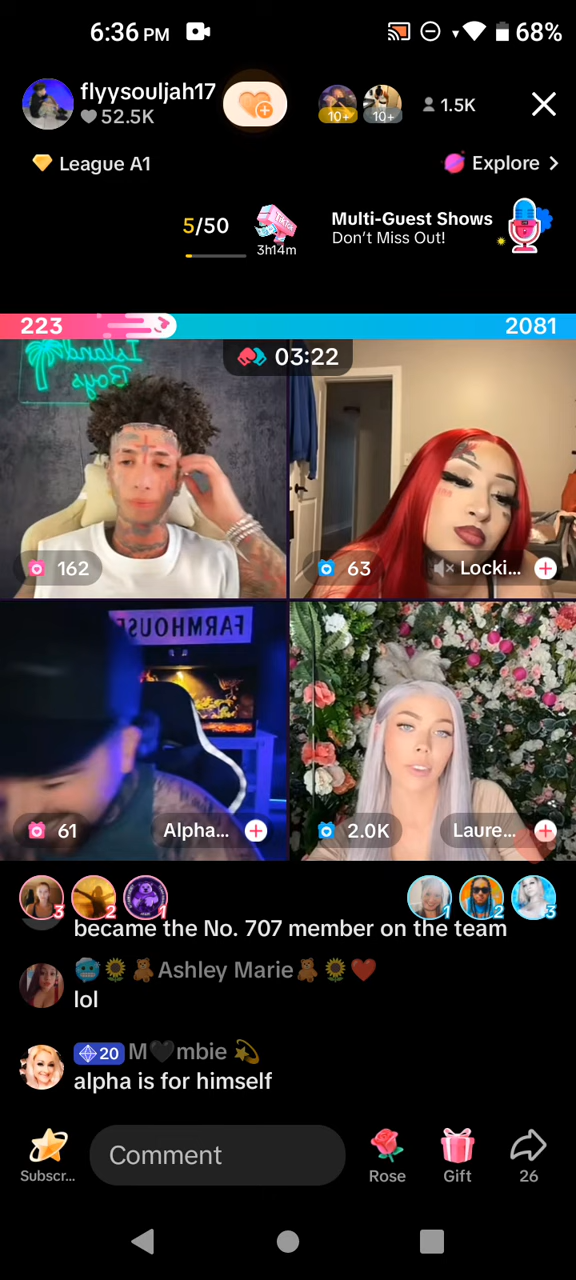 6:36 PM
68%
flyysouljah17
52.5K
10+
10+
1.5K
League A1
Explore >
5/50
TikTok
3h14m
Multi-Guest Shows
Don't Miss Out!
223
2081
03:22
Island
Boys
162
63
Locki...
FARMHOUSE
61
Alpha...
2.0K
Laure...
3
2
1
1
2
3
became the No. 707 member on the team
🥶🌻🧸Ashley Marie🧸🌻❤️
lol
20 M🖤mbie 💫
alpha is for himself
Subscr...
Comment
Rose
Gift
26